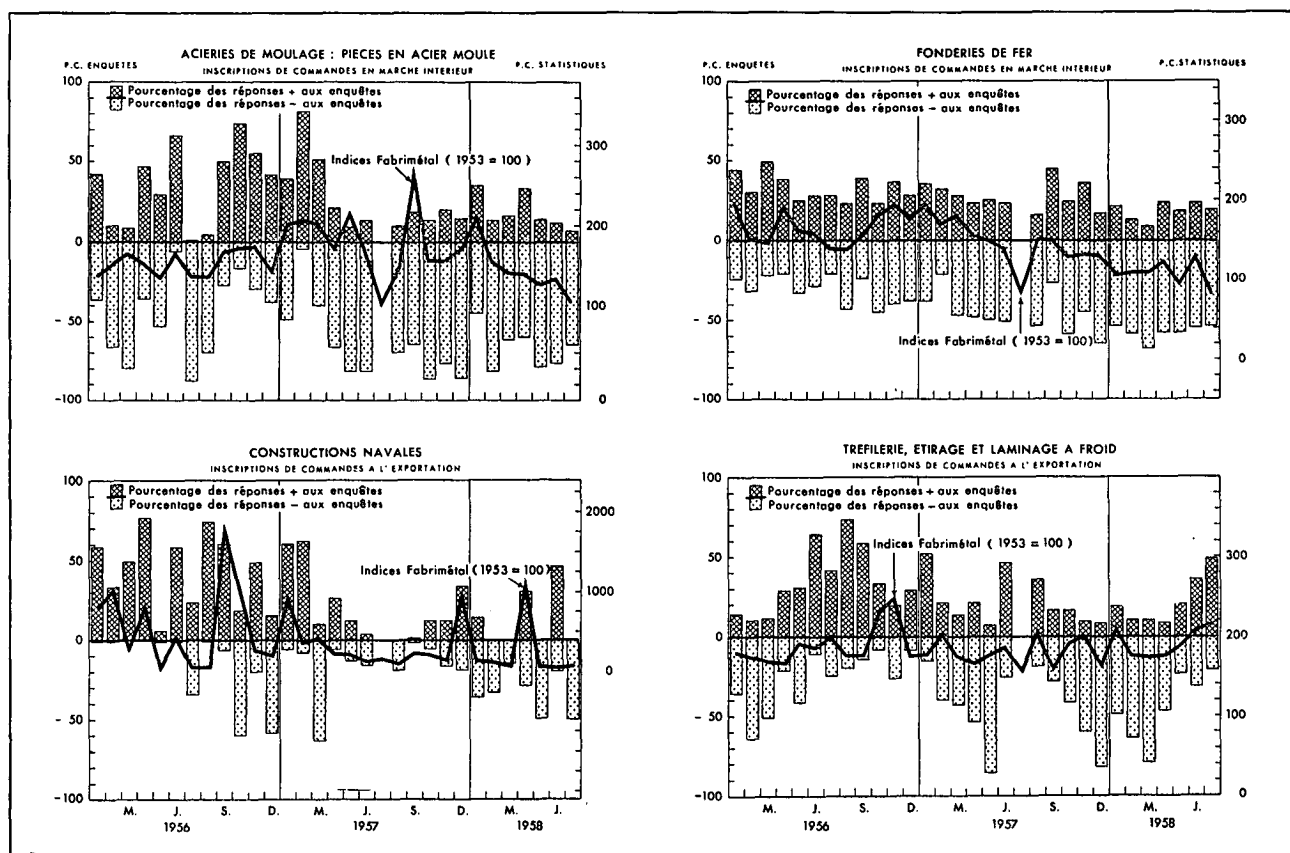 ACIERIES DE MOULAGE : PIECES EN ACIER MOULE
P.C. ENQUETES INSCRIPTIONS DE COMMANDES EN MARCHE INTERIEUR P.C. STATISTIQUES
100
Pourcentage des réponses + aux enquêtes
Pourcentage des réponses – aux enquêtes
300
Indices Fabrimétal ( 1953 = 100 )
50
200
0
100
– 50
-100
0
FONDERIES DE FER
P.C. ENQUETES INSCRIPTIONS DE COMMANDES EN MARCHE INTERIEUR P.C.STATISTIQUES
100
Pourcentage des réponses + aux enquêtes
Pourcentage des réponses – aux enquêtes
300
50
200
0
100
– 50
Indices Fabrimétal ( 1953 = 100 )
0
-100
CONSTRUCTIONS NAVALES
INSCRIPTIONS DE COMMANDES A L' EXPORTATION
100
Pourcentage des réponses + aux enquêtes
Pourcentage des réponses – aux enquêtes
2000
50
Indices Fabrimétal (1953 = 100)
1000
0
0
– 50
-100
M. J. S. D. M. J. S. D. M. J.
1956 1957 1958
TREFILERIE, ETIRAGE ET LAMINAGE A FROID
INSCRIPTIONS DE COMMANDES A L' EXPORTATION
100
Pourcentage des réponses + aux enquêtes
Pourcentage des réponses – aux enquêtes
300
Indices Fabrimétal ( 1953 = 100 )
50
200
0
100
– 50
0
-100
M. J. S. D. M. J. S. D. M. J.
1956 1957 1958